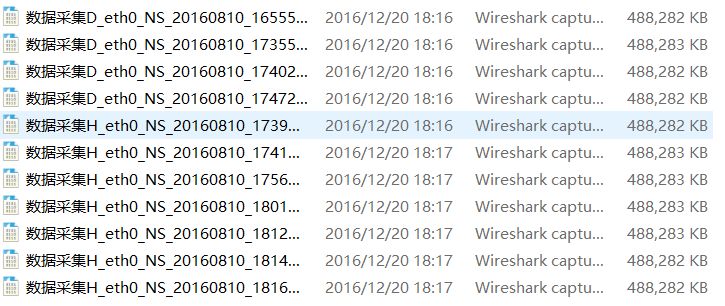 数据采集D_eth0_NS_20160810_16555... 2016/12/20 18:16 Wireshark captu... 488,282 KB
数据采集D_eth0_NS_20160810_17355... 2016/12/20 18:16 Wireshark captu... 488,283 KB
数据采集D_eth0_NS_20160810_17402... 2016/12/20 18:16 Wireshark captu... 488,282 KB
数据采集D_eth0_NS_20160810_17472... 2016/12/20 18:16 Wireshark captu... 488,282 KB
数据采集H_eth0_NS_20160810_1739... 2016/12/20 18:16 Wireshark captu... 488,282 KB
数据采集H_eth0_NS_20160810_1741... 2016/12/20 18:17 Wireshark captu... 488,283 KB
数据采集H_eth0_NS_20160810_1756... 2016/12/20 18:17 Wireshark captu... 488,283 KB
数据采集H_eth0_NS_20160810_1801... 2016/12/20 18:17 Wireshark captu... 488,282 KB
数据采集H_eth0_NS_20160810_1812... 2016/12/20 18:17 Wireshark captu... 488,283 KB
数据采集H_eth0_NS_20160810_1814... 2016/12/20 18:17 Wireshark captu... 488,282 KB
数据采集H_eth0_NS_20160810_1816... 2016/12/20 18:17 Wireshark captu... 488,282 KB